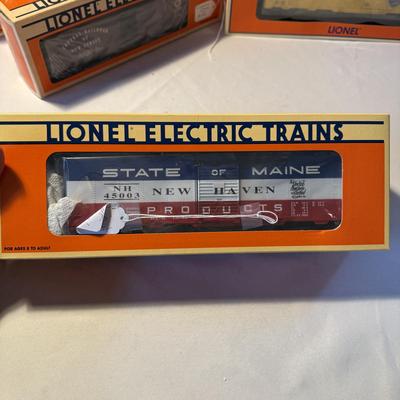 LIONEL ELECTRIC
LIONEL
LIONEL ELECTRIC TRAINS
STATE OF MAINE
NH
45003
NEW HAVEN
PRODUCTS
FOR AGES 8 TO ADULT